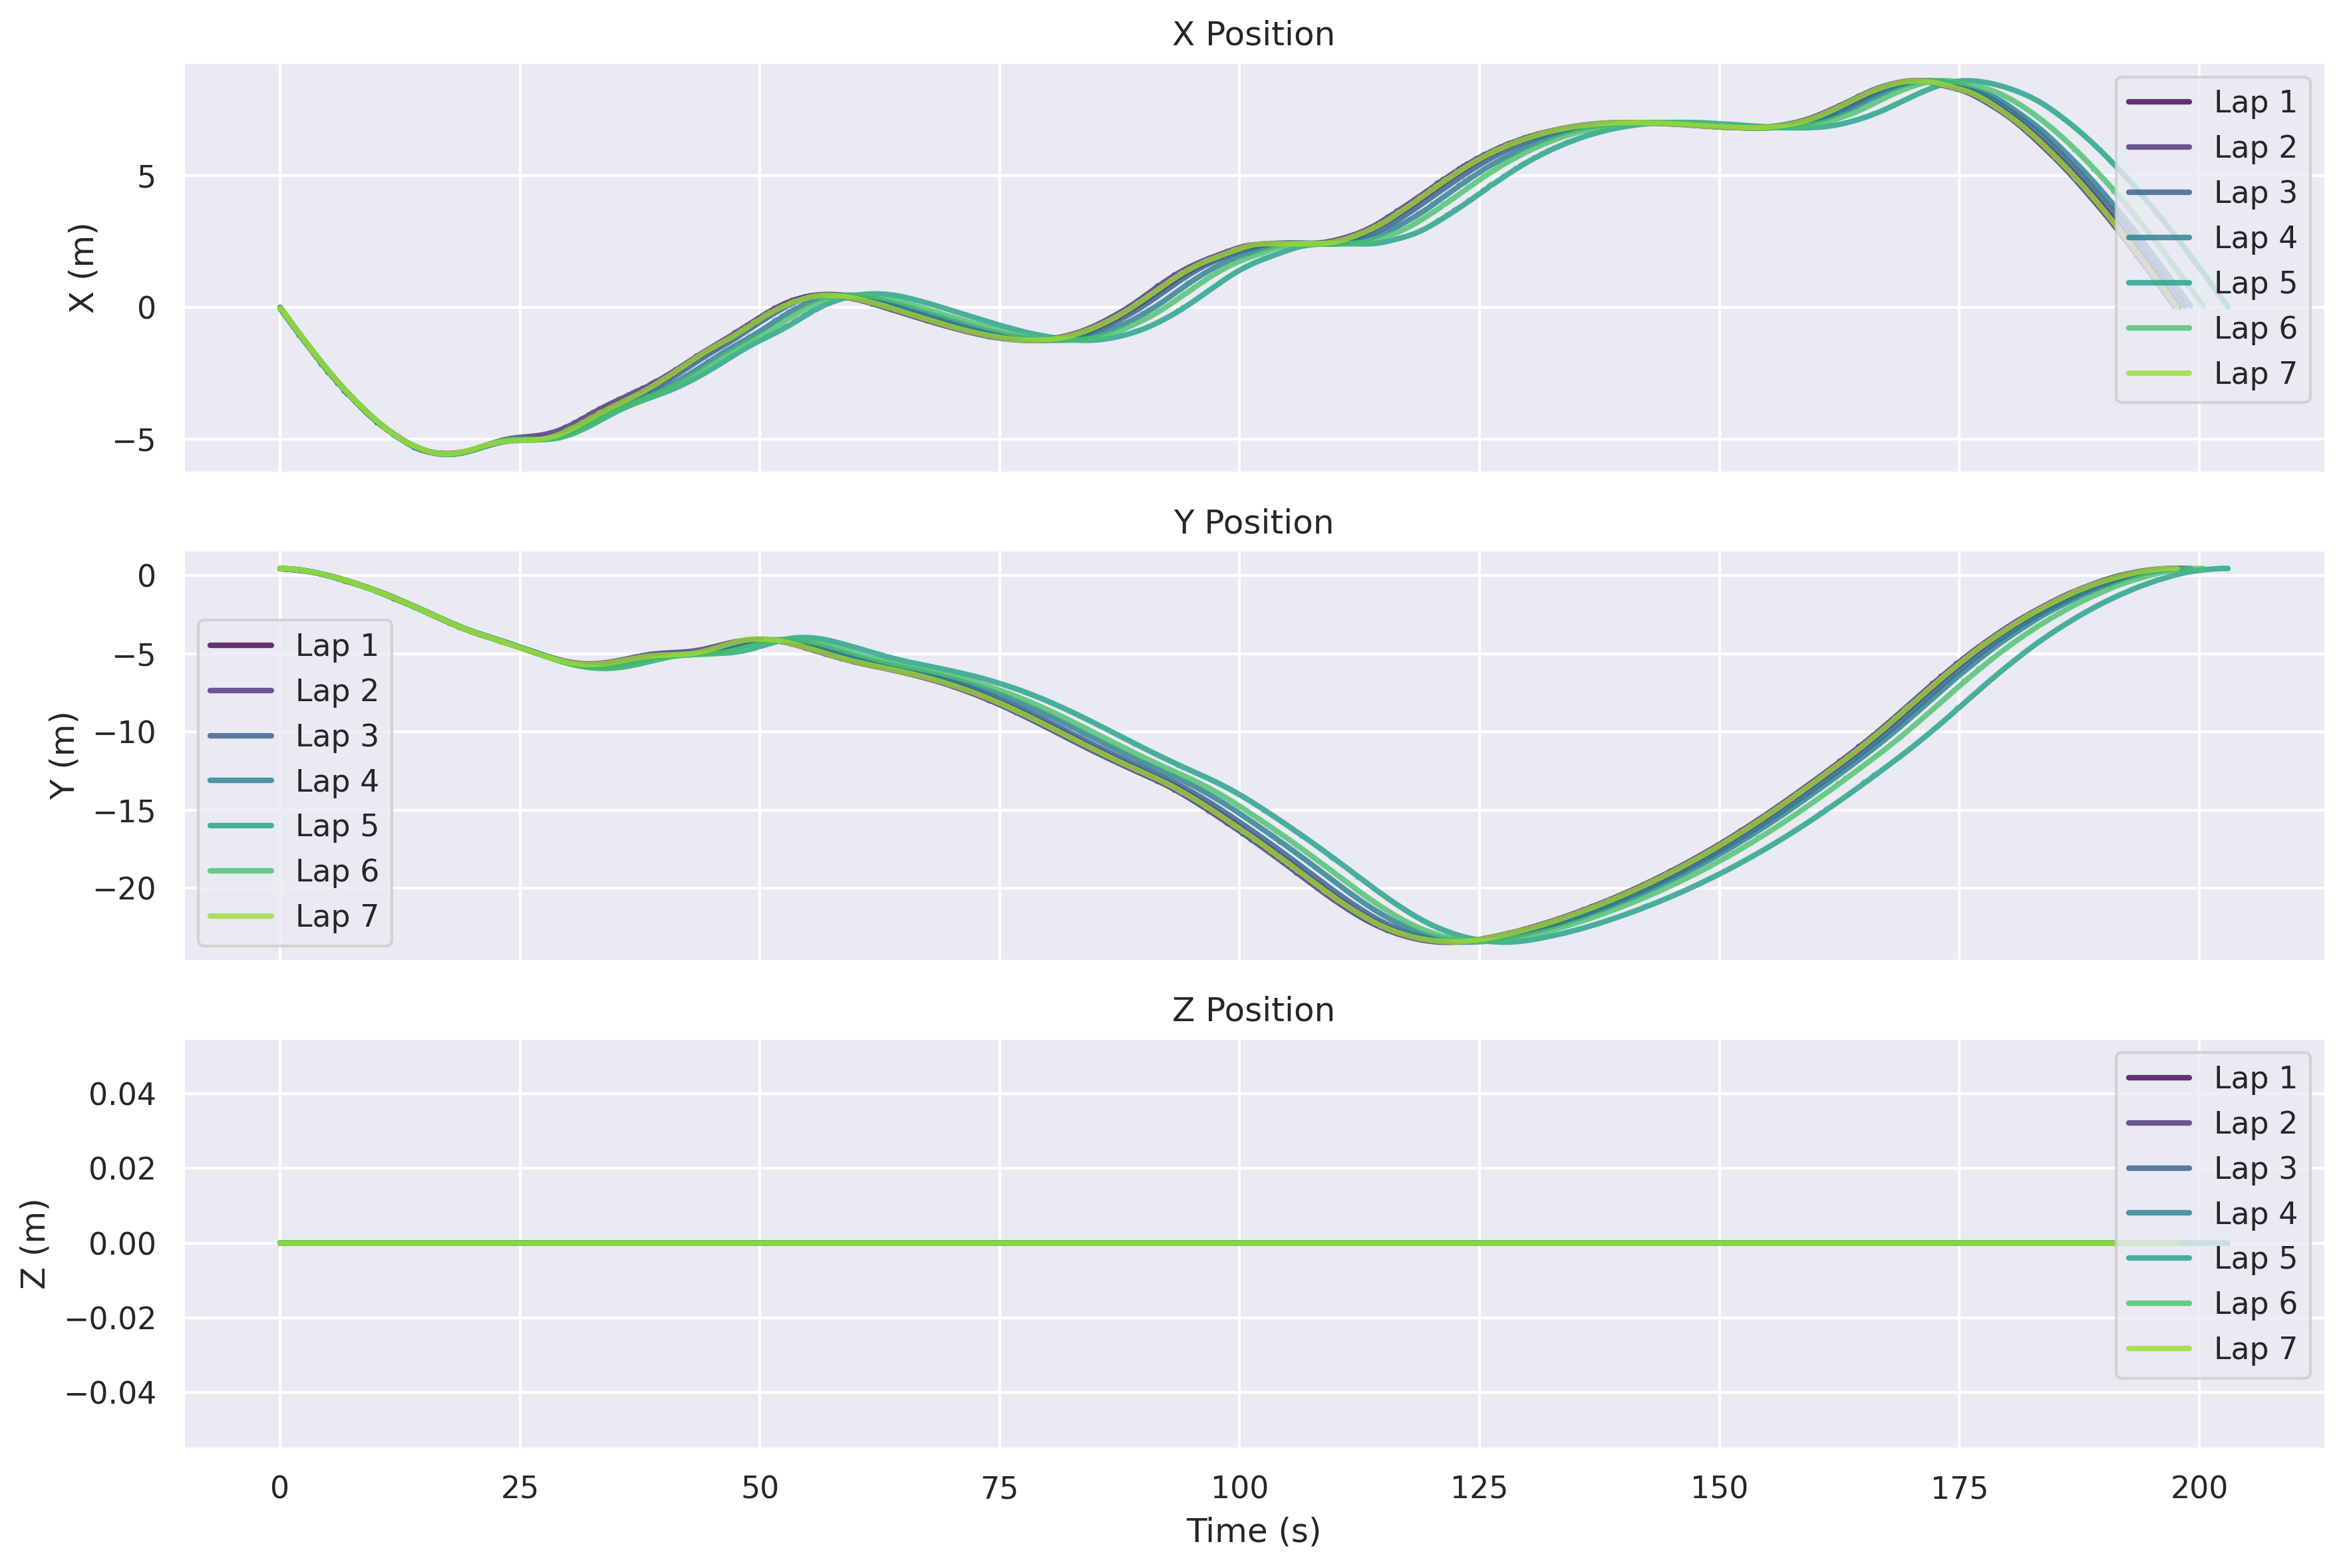 X Position
X (m)
5
0
−5
Lap 1
Lap 2
Lap 3
Lap 4
Lap 5
Lap 6
Lap 7
Y Position
Y (m)
0
−5
−10
−15
−20
Lap 1
Lap 2
Lap 3
Lap 4
Lap 5
Lap 6
Lap 7
Z Position
Z (m)
0.04
0.02
0.00
−0.02
−0.04
Lap 1
Lap 2
Lap 3
Lap 4
Lap 5
Lap 6
Lap 7
0 25 50 75 100 125 150 175 200
Time (s)